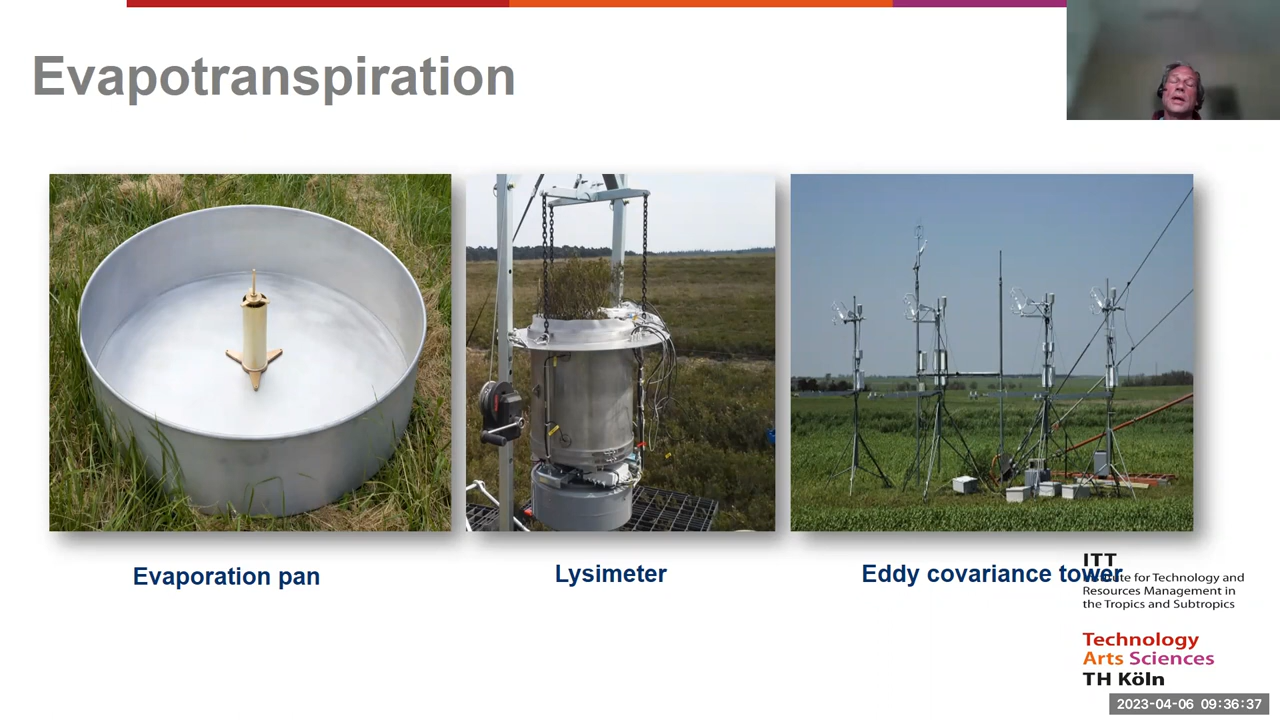 Evapotranspiration
Evaporation pan
Lysimeter
Eddy covariance tower
ITT
Institute for Technology and
Resources Management in
the Tropics and Subtropics
Technology
Arts Sciences
TH Köln
2023-04-06 09:36:37